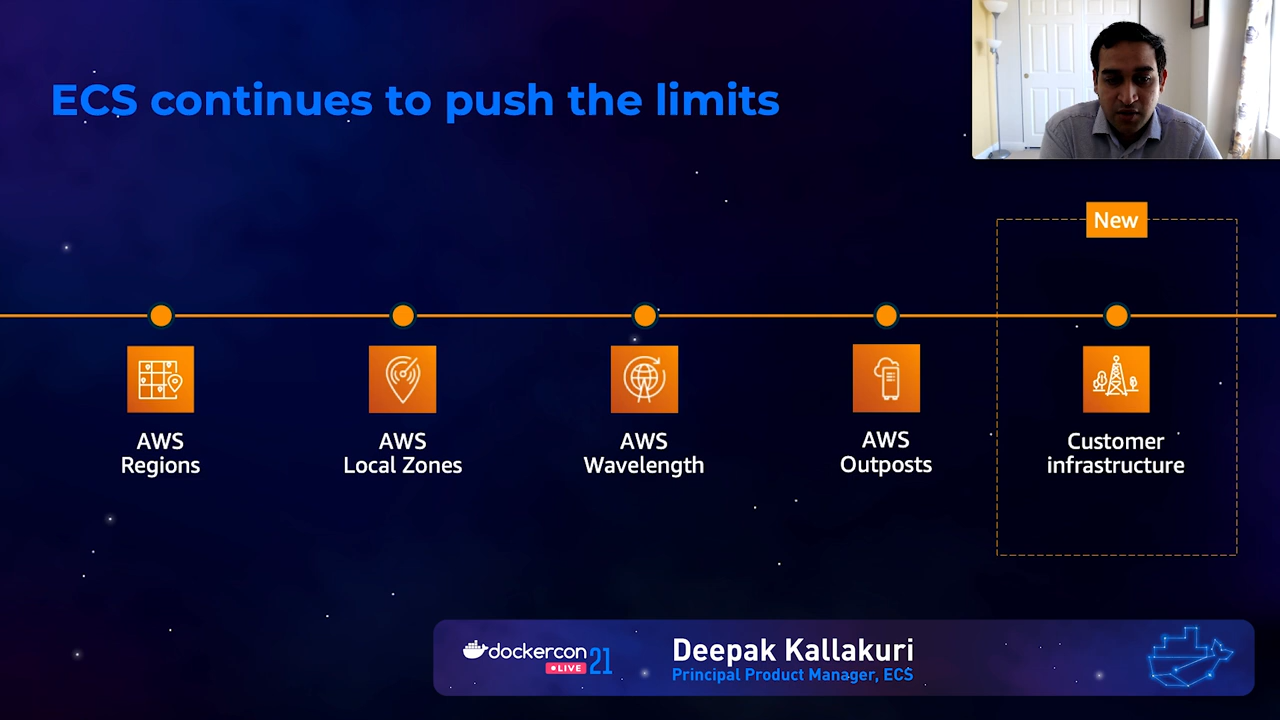 ECS continues to push the limits
New
AWS
Regions
AWS
Local Zones
AWS
Wavelength
AWS
Outposts
Customer
infrastructure
dockercon
LIVE
21
Deepak Kallakuri
Principal Product Manager, ECS